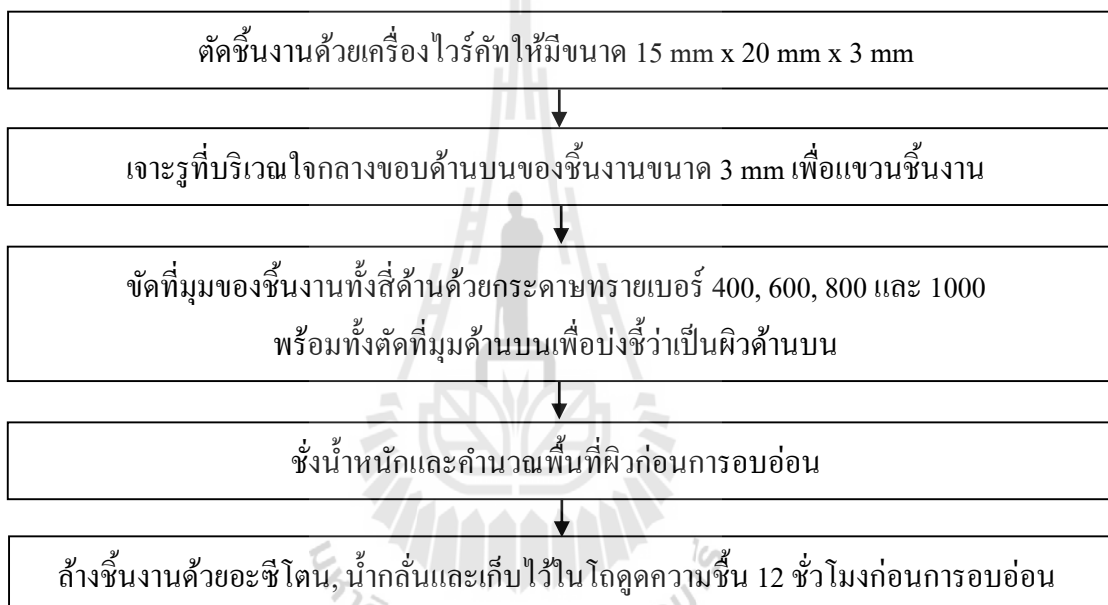 ตัดชิ้นงานด้วยเครื่องไวร์คัทให้มีขนาด 15 mm x 20 mm x 3 mm
เจาะรูที่บริเวณใจกลางขอบด้านบนของชิ้นงานขนาด 3 mm เพื่อแขวนชิ้นงาน
ขัดที่มุมของชิ้นงานทั้งสี่ด้านด้วยกระดาษทรายเบอร์ 400, 600, 800 และ 1000
พร้อมทั้งตัดที่มุมด้านบนเพื่อบ่งชี้ว่าเป็นผิวด้านบน
ชั่งน้ำหนักและคำนวณพื้นที่ผิวก่อนการอบอ่อน
ล้างชิ้นงานด้วยอะซีโตน, น้ำกลั่นและเก็บไว้ในโถดูดความชื้น 12 ชั่วโมงก่อนการอบอ่อน